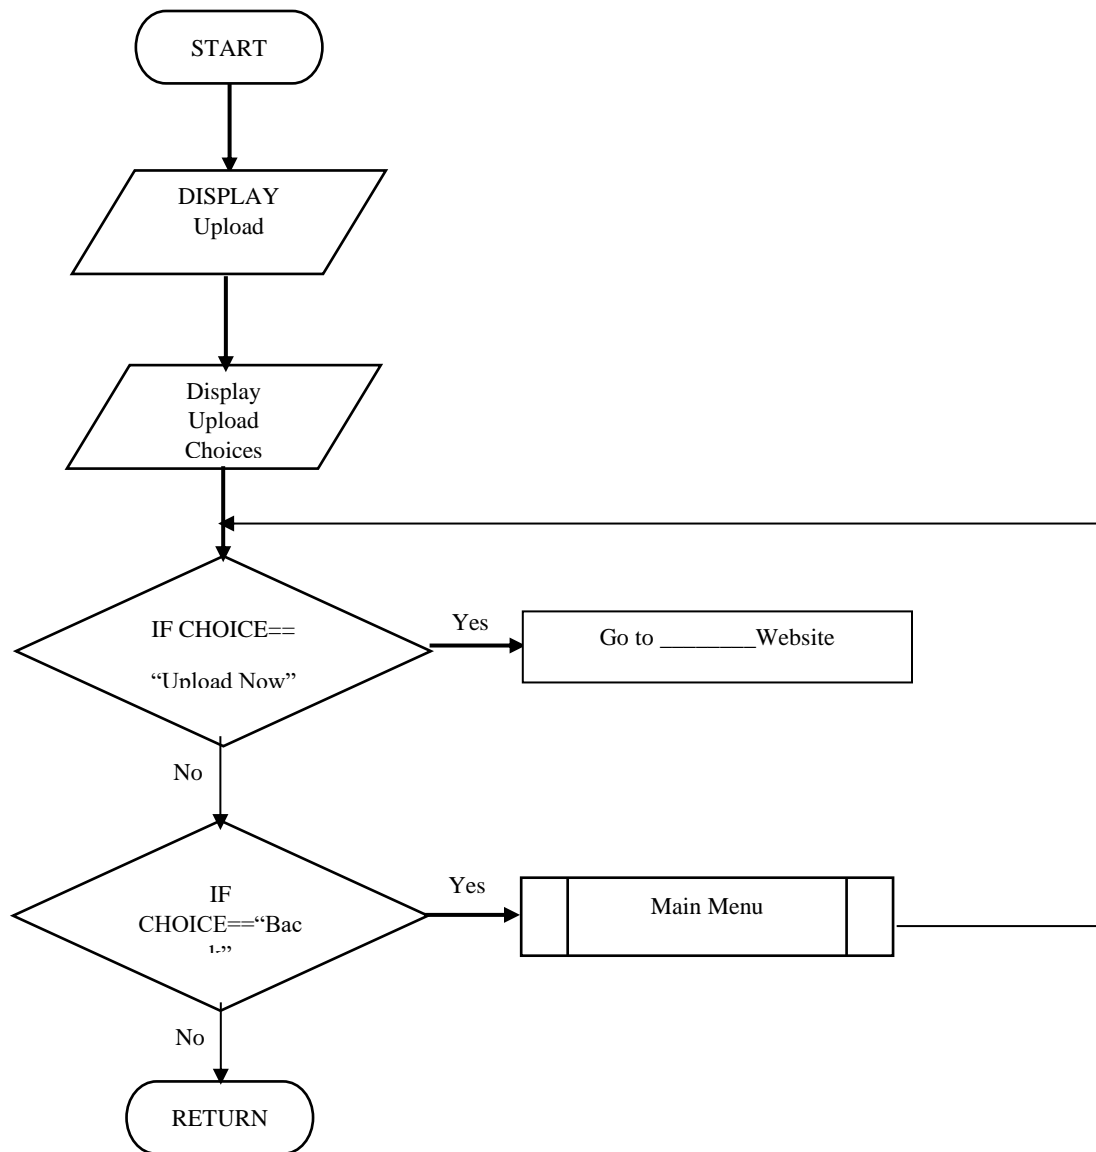 START
DISPLAY
Upload
Display
Upload
Choices
IF CHOICE==
“Upload Now”
Yes
Go to ________Website
No
IF
CHOICE==“Bac
k”
Yes
Main Menu
No
RETURN